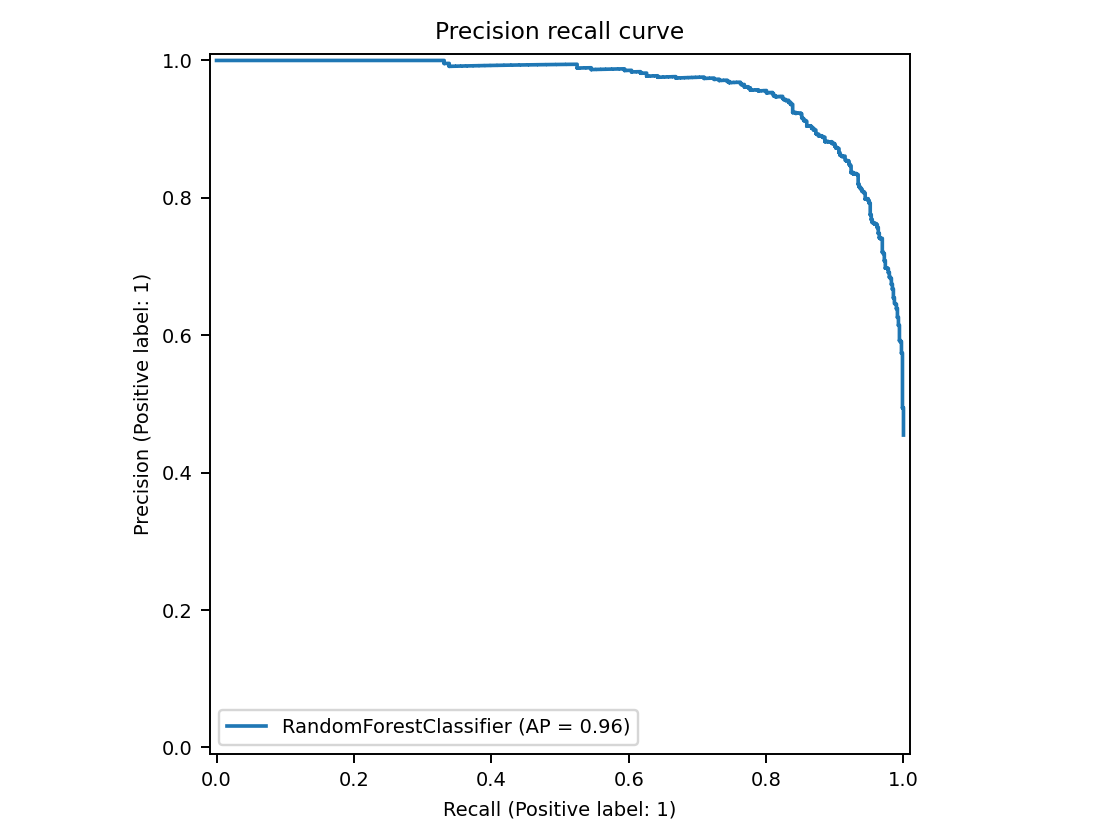 Precision recall curve
1.0
0.8
0.6
0.4
0.2
0.0
Precision (Positive label: 1)
RandomForestClassifier (AP = 0.96)
0.0 0.2 0.4 0.6 0.8 1.0
Recall (Positive label: 1)